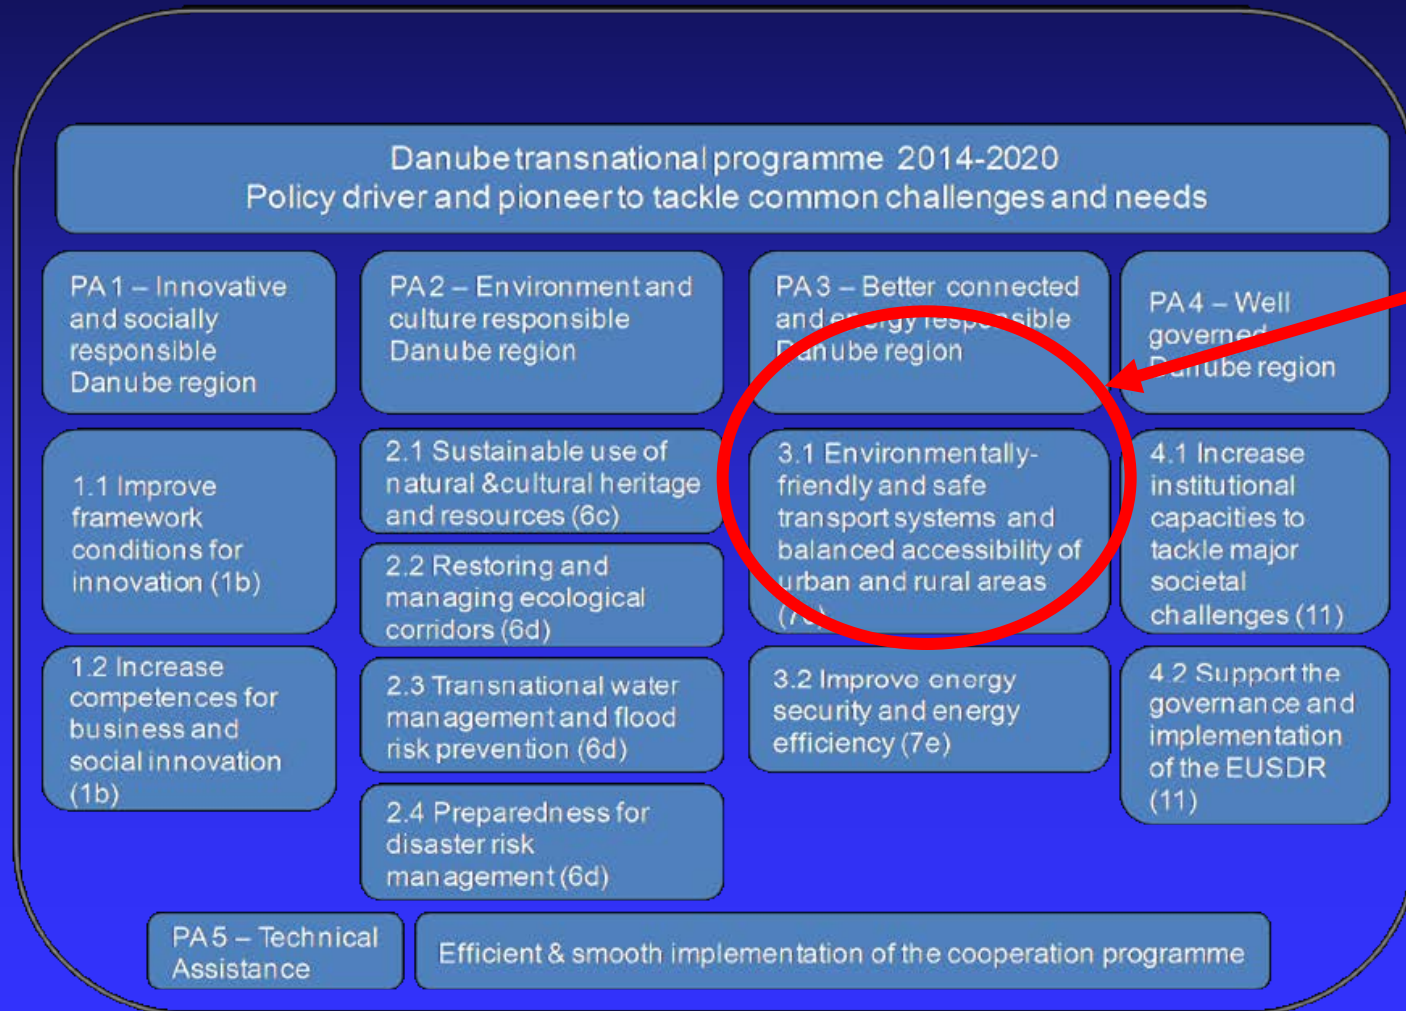 Danube transnational programme 2014-2020
Policy driver and pioneer to tackle common challenges and needs
PA 1 – Innovative
and socially
responsible
Danube region
PA 2 – Environment and
culture responsible
Danube region
PA 3 – Better connected
and energy responsible
Danube region
PA 4 – Well
governed
Danube region
1.1 Improve
framework
conditions for
innovation (1b)
1.2 Increase
competences for
business and
social innovation
(1b)
2.1 Sustainable use of
natural &cultural heritage
and resources (6c)
2.2 Restoring and
managing ecological
corridors (6d)
2.3 Transnational water
management and flood
risk prevention (6d)
2.4 Preparedness for
disaster risk
management (6d)
3.1 Environmentally-
friendly and safe
transport systems and
balanced accessibility of
urban and rural areas
3.2 Improve energy
security and energy
efficiency (7e)
4.1 Increase
institutional
capacities to
tackle major
societal
challenges (11)
4.2 Support the
governance and
implementation
of the EUSDR
(11)
PA 5 – Technical
Assistance
Efficient & smooth implementation of the cooperation programme